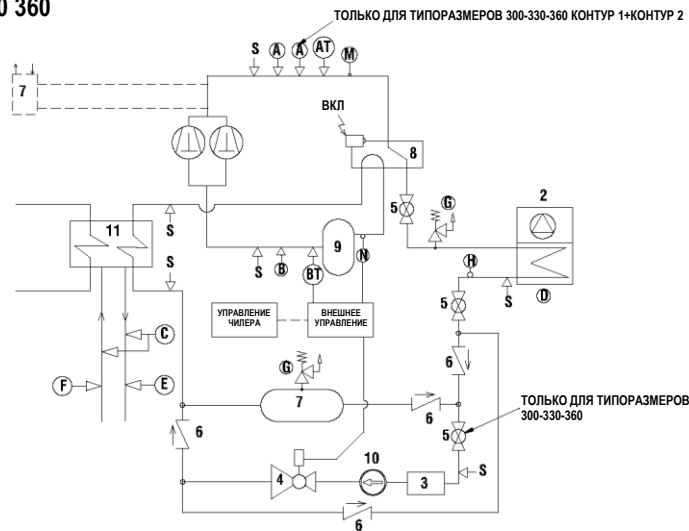 0 360
ТОЛЬКО ДЛЯ ТИПОРАЗМЕРОВ 300-330-360 КОНТУР 1+КОНТУР 2
S
A
A
AT
M
7
ВКЛ
8
5
G
2
11
S
9
N
H
S
B
BT
S
5
S
D
УПРАВЛЕНИЕ
ЧИЛЕРА
ВНЕШНЕЕ
УПРАВЛЕНИЕ
C
G
6
F
E
7
6
ТОЛЬКО ДЛЯ ТИПОРАЗМЕРОВ
300-330-360
6
5
10
S
4
3
6